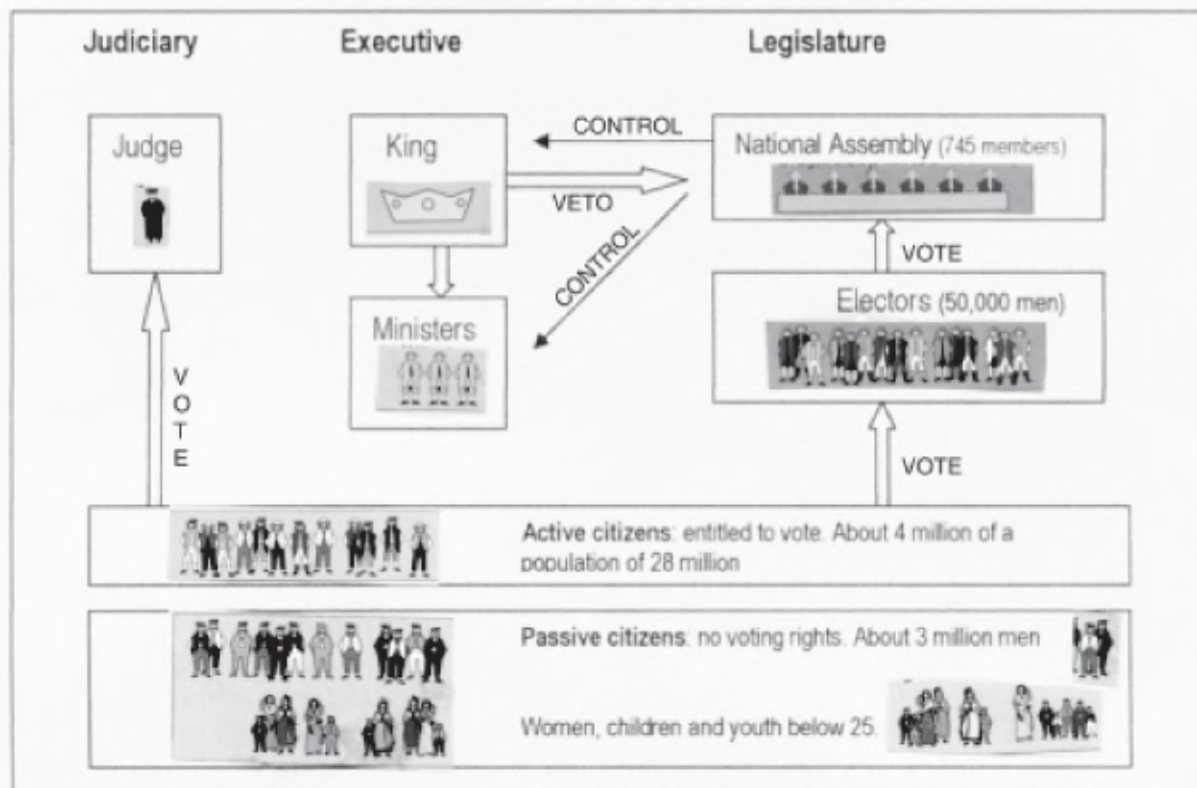 Judiciary
Executive
Legislature
Judge
King
CONTROL
VETO
CONTROL
National Assembly (745 members)
VOTE
Ministers
Electors (50,000 men)
VOTE
VOTE
Active citizens: entitled to vote. About 4 million of a
population of 28 million
Passive citizens: no voting rights. About 3 million men
Women, children and youth below 25.